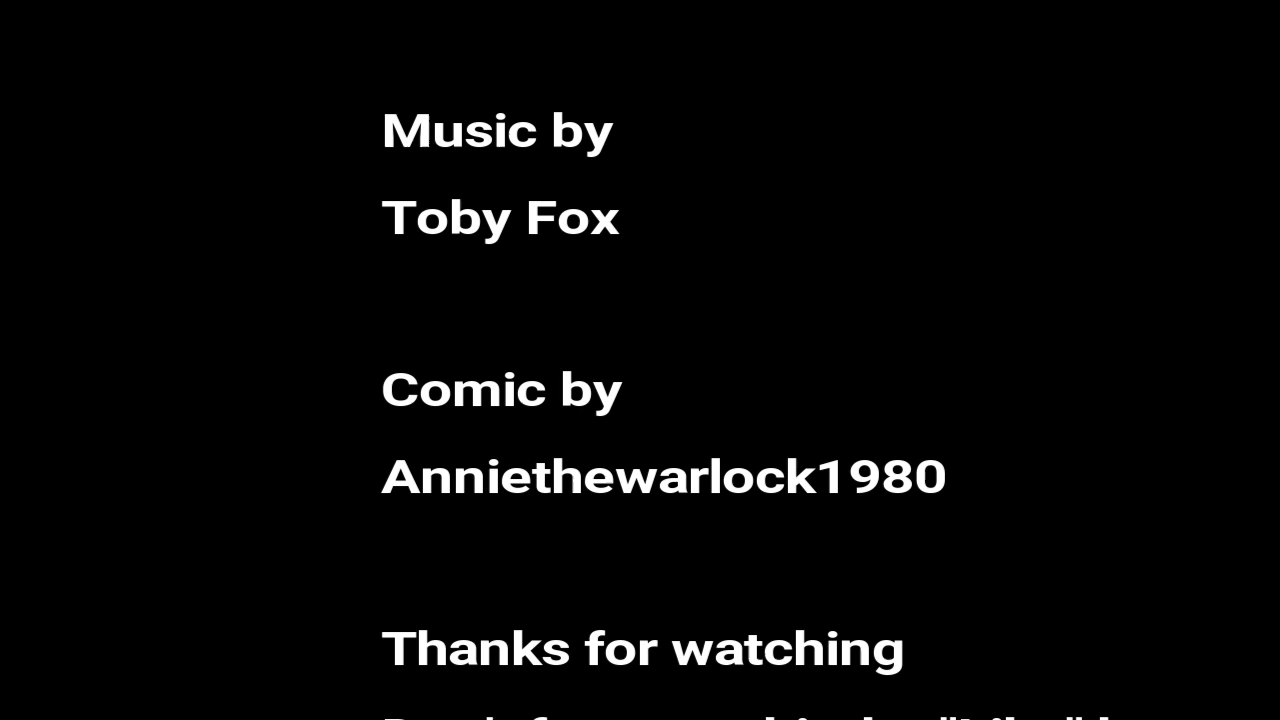 Music by
Toby Fox
Comic by
Anniethewarlock1980
Thanks for watching